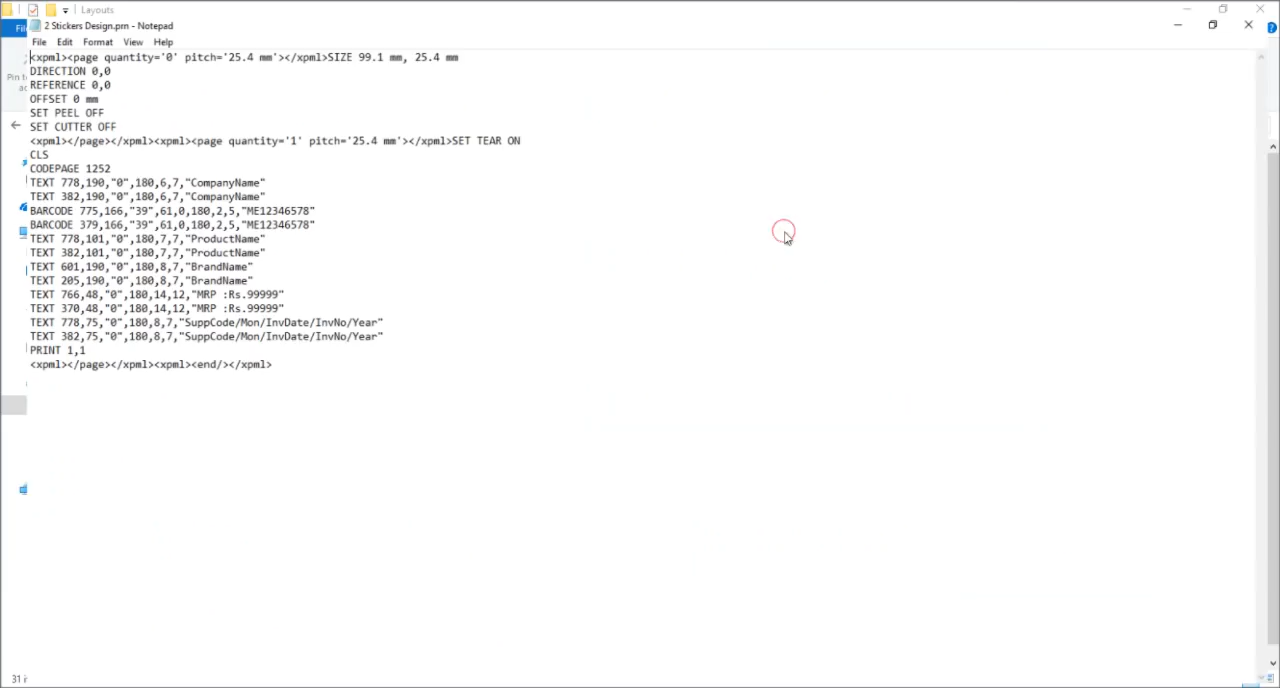 Layouts
Fil
2 Stickers Design.prn - Notepad
File Edit Format View Help
Pin to
<xpml><page quantity='0' pitch='25.4 mm'></xpml>SIZE 99.1 mm, 25.4 mm
DIRECTION 0,0
REFERENCE 0,0
OFFSET 0 mm
SET PEEL OFF
SET CUTTER OFF
<xpml></page></xpml><xpml><page quantity='1' pitch='25.4 mm'></xpml>SET TEAR ON
CLS
CODEPAGE 1252
TEXT 778,190,"0",180,6,7,"CompanyName"
TEXT 382,190,"0",180,6,7,"CompanyName"
BARCODE 775,166,"39",61,0,180,2,5,"ME12346578"
BARCODE 379,166,"39",61,0,180,2,5,"ME12346578"
TEXT 778,101,"0",180,7,7,"ProductName"
TEXT 382,101,"0",180,7,7,"ProductName"
TEXT 601,190,"0",180,8,7,"BrandName"
TEXT 205,190,"0",180,8,7,"BrandName"
TEXT 766,48,"0",180,14,12,"MRP :Rs.99999"
TEXT 370,48,"0",180,14,12,"MRP :Rs.99999"
TEXT 778,75,"0",180,8,7,"SuppCode/Mon/InvDate/InvNo/Year"
TEXT 382,75,"0",180,8,7,"SuppCode/Mon/InvDate/InvNo/Year"
PRINT 1,1
<xpml></page></xpml><xpml><end/></xpml>
31 i